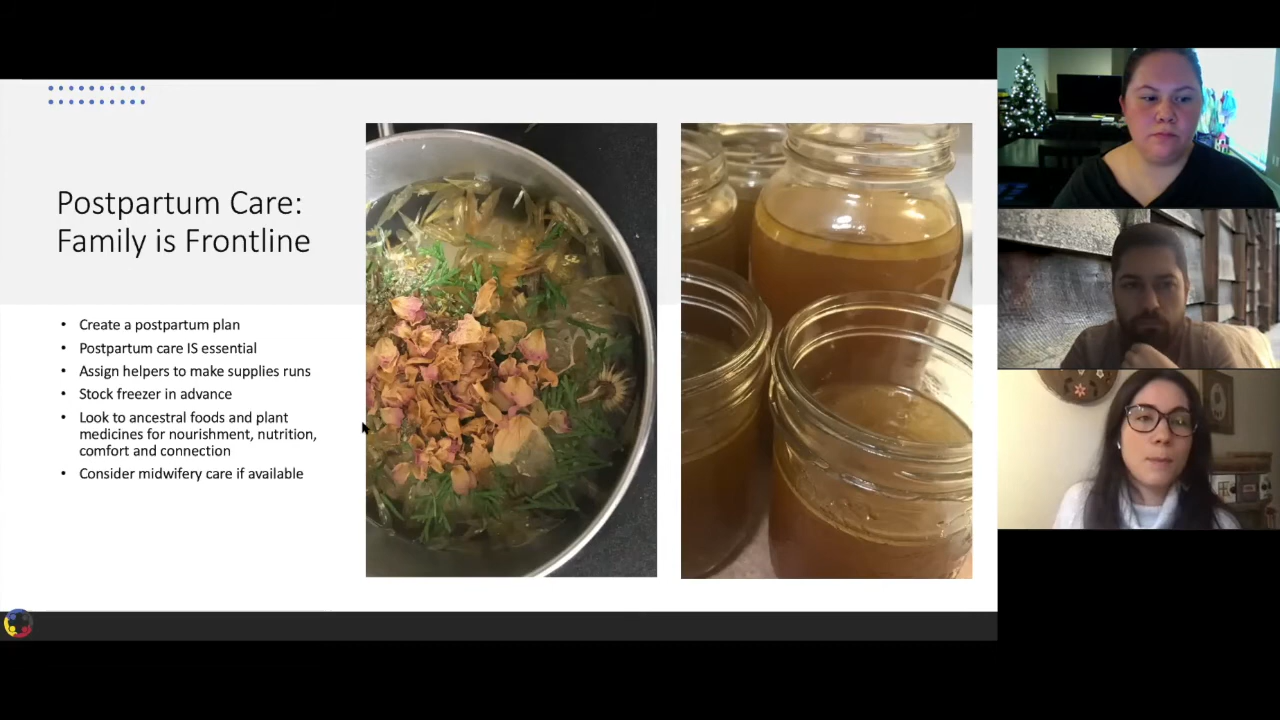 Postpartum Care:
Family is Frontline
• Create a postpartum plan
• Postpartum care IS essential
• Assign helpers to make supplies runs
• Stock freezer in advance
• Look to ancestral foods and plant
medicines for nourishment, nutrition,
comfort and connection
• Consider midwifery care if available